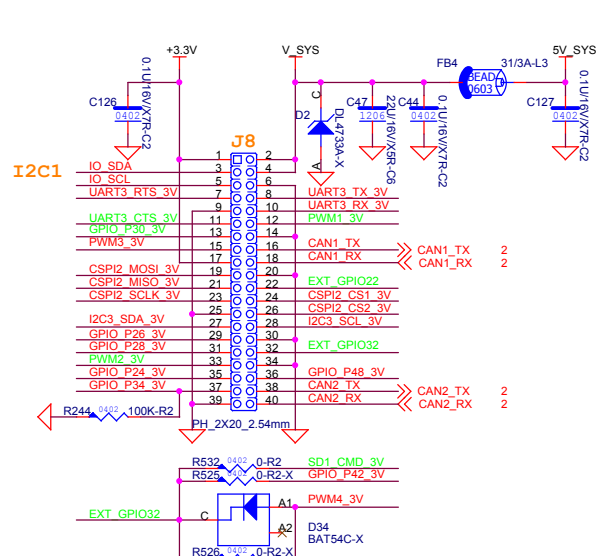 +3.3V V_SYS 5V_SYS
FB4 31/3A-L3
BEAD
0603
C126 0402 0.1U/16V/X7R-C2
D2 DL4733A-X C A
C47 1206 22U/16V/X5R-C6
C44 0402 0.1U/16V/X7R-C2
C127 0402 0.1U/16V/X7R-C2
J8
I2C1
1 2
IO_SDA 3 4
IO_SCL 5 6
UART3_RTS_3V 7 8 UART3_TX_3V
9 10 UART3_RX_3V
UART3_CTS_3V 11 12 PWM1_3V
GPIO_P30_3V 13 14
PWM3_3V 15 16 CAN1_TX CAN1_TX 2
17 18 CAN1_RX CAN1_RX 2
CSPI2_MOSI_3V 19 20
CSPI2_MISO_3V 21 22 EXT_GPIO22
CSPI2_SCLK_3V 23 24 CSPI2_CS1_3V
25 26 CSPI2_CS2_3V
I2C3_SDA_3V 27 28 I2C3_SCL_3V
GPIO_P26_3V 29 30
GPIO_P28_3V 31 32 EXT_GPIO32
PWM2_3V 33 34
GPIO_P24_3V 35 36 GPIO_P48_3V
GPIO_P34_3V 37 38 CAN2_TX CAN2_TX 2
39 40 CAN2_RX CAN2_RX 2
R244 0402 100K-R2
PH_2X20_2.54mm
R532 0402 0-R2 SD1_CMD_3V
R525 0402 0-R2-X GPIO_P42_3V
A1 PWM4_3V
EXT_GPIO32 C
A2 D34
BAT54C-X
R526 0402 0-R2-X